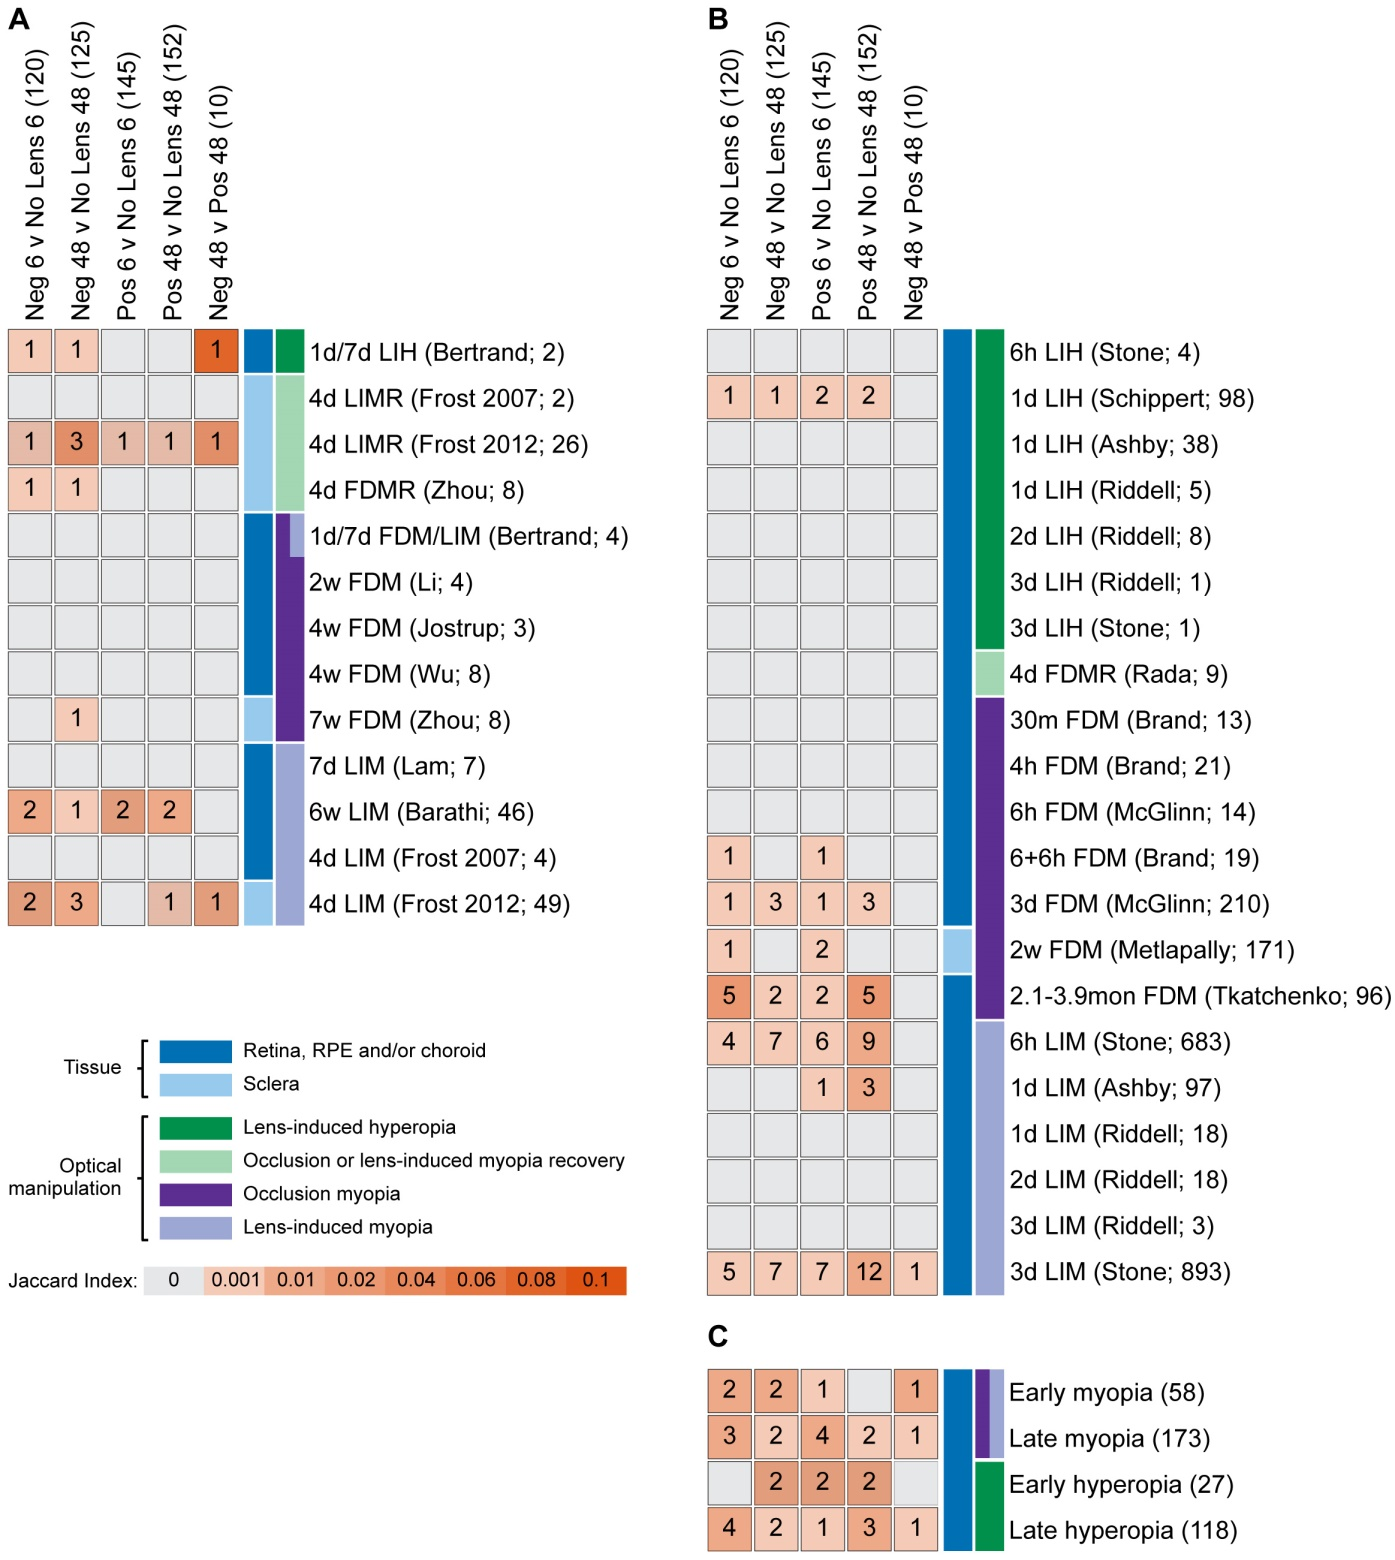 A
Neg 6 v No Lens 6 (120)
Neg 48 v No Lens 48 (125)
Pos 6 v No Lens 6 (145)
Pos 48 v No Lens 48 (152)
Neg 48 v Pos 48 (10)
1 1 1 1d/7d LIH (Bertrand; 2)
4d LIMR (Frost 2007; 2)
1 3 1 1 1 4d LIMR (Frost 2012; 26)
1 1 4d FDMR (Zhou; 8)
1d/7d FDM/LIM (Bertrand; 4)
2w FDM (Li; 4)
4w FDM (Jostrup; 3)
4w FDM (Wu; 8)
1 7w FDM (Zhou; 8)
7d LIM (Lam; 7)
2 1 2 2 6w LIM (Barathi; 46)
4d LIM (Frost 2007; 4)
2 3 1 1 4d LIM (Frost 2012; 49)
Tissue
Retina, RPE and/or choroid
Sclera
Optical
manipulation
Lens-induced hyperopia
Occlusion or lens-induced myopia recovery
Occlusion myopia
Lens-induced myopia
Jaccard Index: 0 0.001 0.01 0.02 0.04 0.06 0.08 0.1
B
Neg 6 v No Lens 6 (120)
Neg 48 v No Lens 48 (125)
Pos 6 v No Lens 6 (145)
Pos 48 v No Lens 48 (152)
Neg 48 v Pos 48 (10)
6h LIH (Stone; 4)
1 1 2 2 1d LIH (Schippert; 98)
1d LIH (Ashby; 38)
1d LIH (Riddell; 5)
2d LIH (Riddell; 8)
3d LIH (Riddell; 1)
3d LIH (Stone; 1)
4d FDMR (Rada; 9)
30m FDM (Brand; 13)
4h FDM (Brand; 21)
6h FDM (McGlinn; 14)
1 1 6+6h FDM (Brand; 19)
1 3 1 3 3d FDM (McGlinn; 210)
1 2 2w FDM (Metlapally; 171)
5 2 2 5 2.1-3.9mon FDM (Tkatchenko; 96)
4 7 6 9 6h LIM (Stone; 683)
1 3 1d LIM (Ashby; 97)
1d LIM (Riddell; 18)
2d LIM (Riddell; 18)
3d LIM (Riddell; 3)
5 7 7 12 1 3d LIM (Stone; 893)
C
2 2 1 1 Early myopia (58)
3 2 4 2 1 Late myopia (173)
2 2 2 Early hyperopia (27)
4 2 1 3 1 Late hyperopia (118)